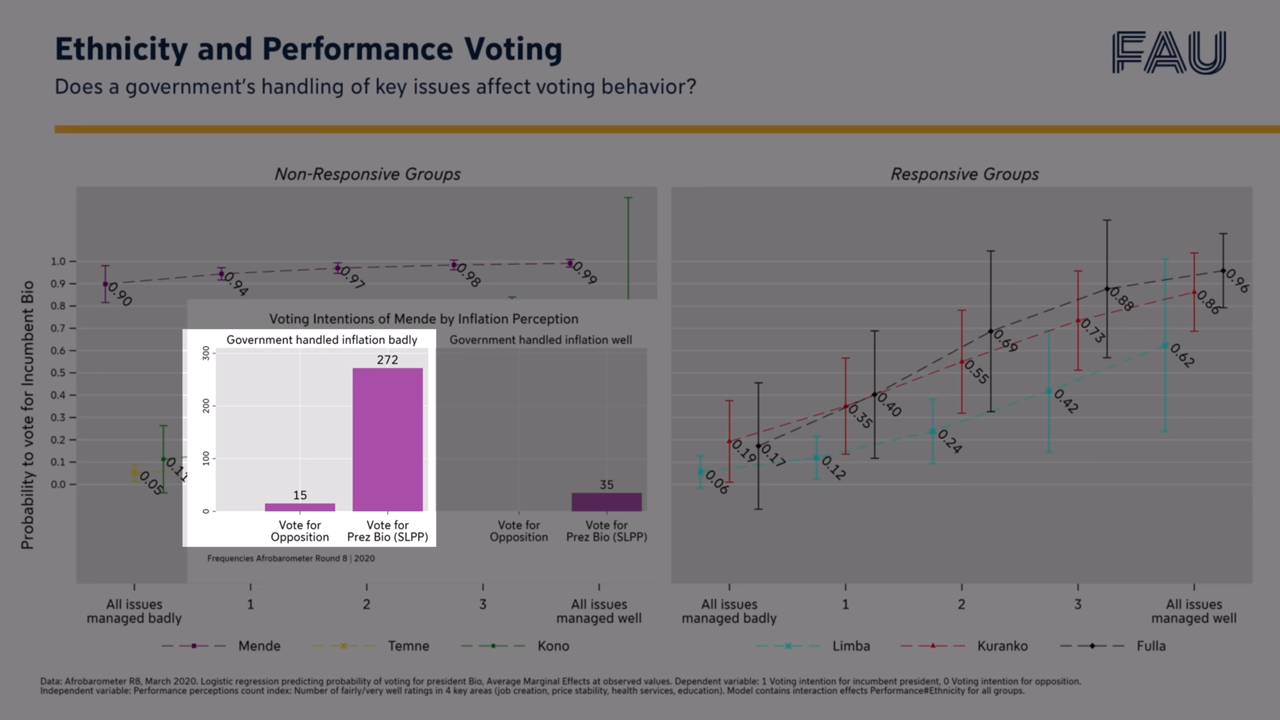 Ethnicity and Performance Voting
FAU
Does a government's handling of key issues affect voting behavior?
Non-Responsive Groups
Responsive Groups
Probability to vote for Incumbent Bio
1.0
0.9
0.8
0.7
0.6
0.5
0.4
0.3
0.2
0.1
0.0
0.90
0.94
0.97
0.98
0.99
0.05
0.11
Voting Intentions of Mende by Inflation Perception
Government handled inflation badly
Government handled inflation well
300
200
100
0
15
272
35
Vote for
Opposition
Vote for
Prez Bio (SLPP)
Vote for
Opposition
Vote for
Prez Bio (SLPP)
Frequencies Afrobarometer Round 8 | 2020
0.06
0.12
0.24
0.42
0.62
0.19
0.35
0.55
0.73
0.86
0.17
0.40
0.69
0.88
0.96
All issues
managed badly
1
2
3
All issues
managed well
All issues
managed badly
1
2
3
All issues
managed well
Mende
Temne
Kono
Limba
Kuranko
Fulla
Data: Afrobarometer R8, March 2020. Logistic regression predicting probability of voting for president Bio, Average Marginal Effects at observed values. Dependent variable: 1 Voting intention for incumbent president, 0 Voting intention for opposition.
Independent variable: Performance perceptions count index: Number of fairly/very well ratings in 4 key areas (job creation, price stability, health services, education). Model contains interaction effects Performance#Ethnicity for all groups.